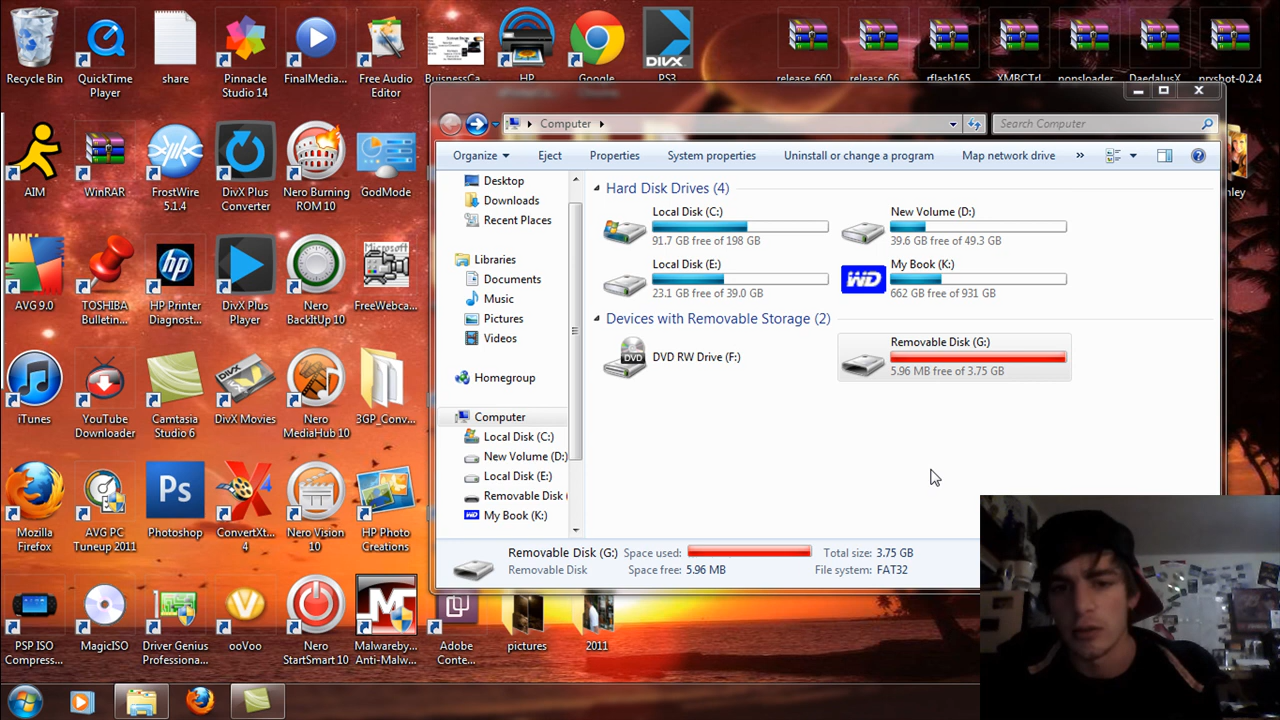 Recycle Bin
QuickTime Player
share
Pinnacle Studio 14
FinalMedia...
Free Audio Editor
BuisnessCa...
HP
Google
DIVX
PS3
release_660
release_66
rflash165
XMBCTrl
nonsloader
DaedalusX
prxshot-0.2.4
Computer
Search Computer
AIM
WinRAR
FrostWire 5.1.4
DivX Plus Converter
Nero Burning ROM 10
GodMode
Organize
Eject
Properties
System properties
Uninstall or change a program
Map network drive
»
Desktop
Downloads
Recent Places
Libraries
Documents
Music
Pictures
Videos
Homegroup
Computer
Local Disk (C:)
New Volume (D:)
Local Disk (E:)
Removable Disk (
My Book (K:)
Hard Disk Drives (4)
Local Disk (C:)
91.7 GB free of 198 GB
New Volume (D:)
39.6 GB free of 49.3 GB
Local Disk (E:)
23.1 GB free of 39.0 GB
WD
My Book (K:)
662 GB free of 931 GB
Devices with Removable Storage (2)
DVD
DVD RW Drive (F:)
Removable Disk (G:)
5.96 MB free of 3.75 GB
nley
AVG 9.0
TOSHIBA Bulletin...
hp
HP Printer Diagnost...
DivX Plus Player
Nero BackItUp 10
Microsoft
FreeWebca...
iTunes
YouTube Downloader
Camtasia Studio 6
DivX Movies
Nero MediaHub 10
3GP_Conv...
Mozilla Firefox
AVG PC Tuneup 2011
Ps
Photoshop
ConvertXt... 4
Nero Vision 10
HP Photo Creations
Removable Disk (G:)
Removable Disk
Space used:
Space free: 5.96 MB
Total size: 3.75 GB
File system: FAT32
PSP ISO Compress...
MagicISO
Driver Genius Professiona...
ooVoo
Nero StartSmart 10
Malwareby... Anti-Malw...
Adobe Conte...
pictures
2011